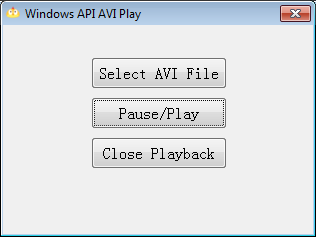 Windows API AVI Play
Select AVI File
Pause/Play
Close Playback